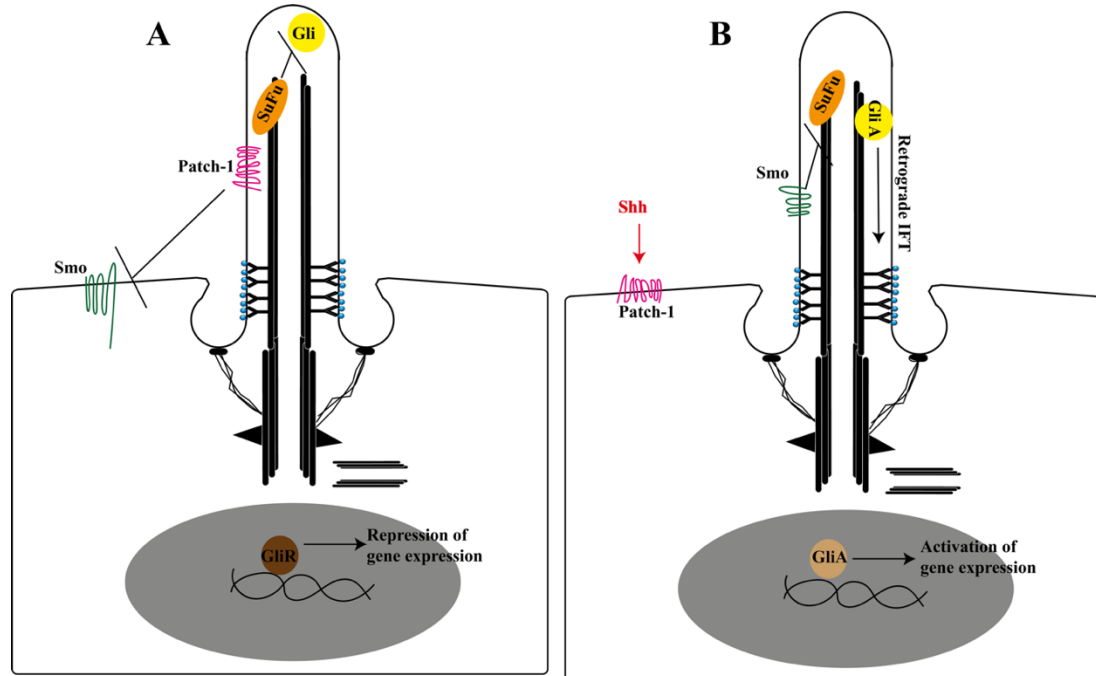 A
Gli
SuFu
Patch-1
Smo
GliR
Repression of
gene expression
B
SuFu
Gli A
Retrograde IFT
Smo
Shh
Patch-1
GliA
Activation of
gene expression